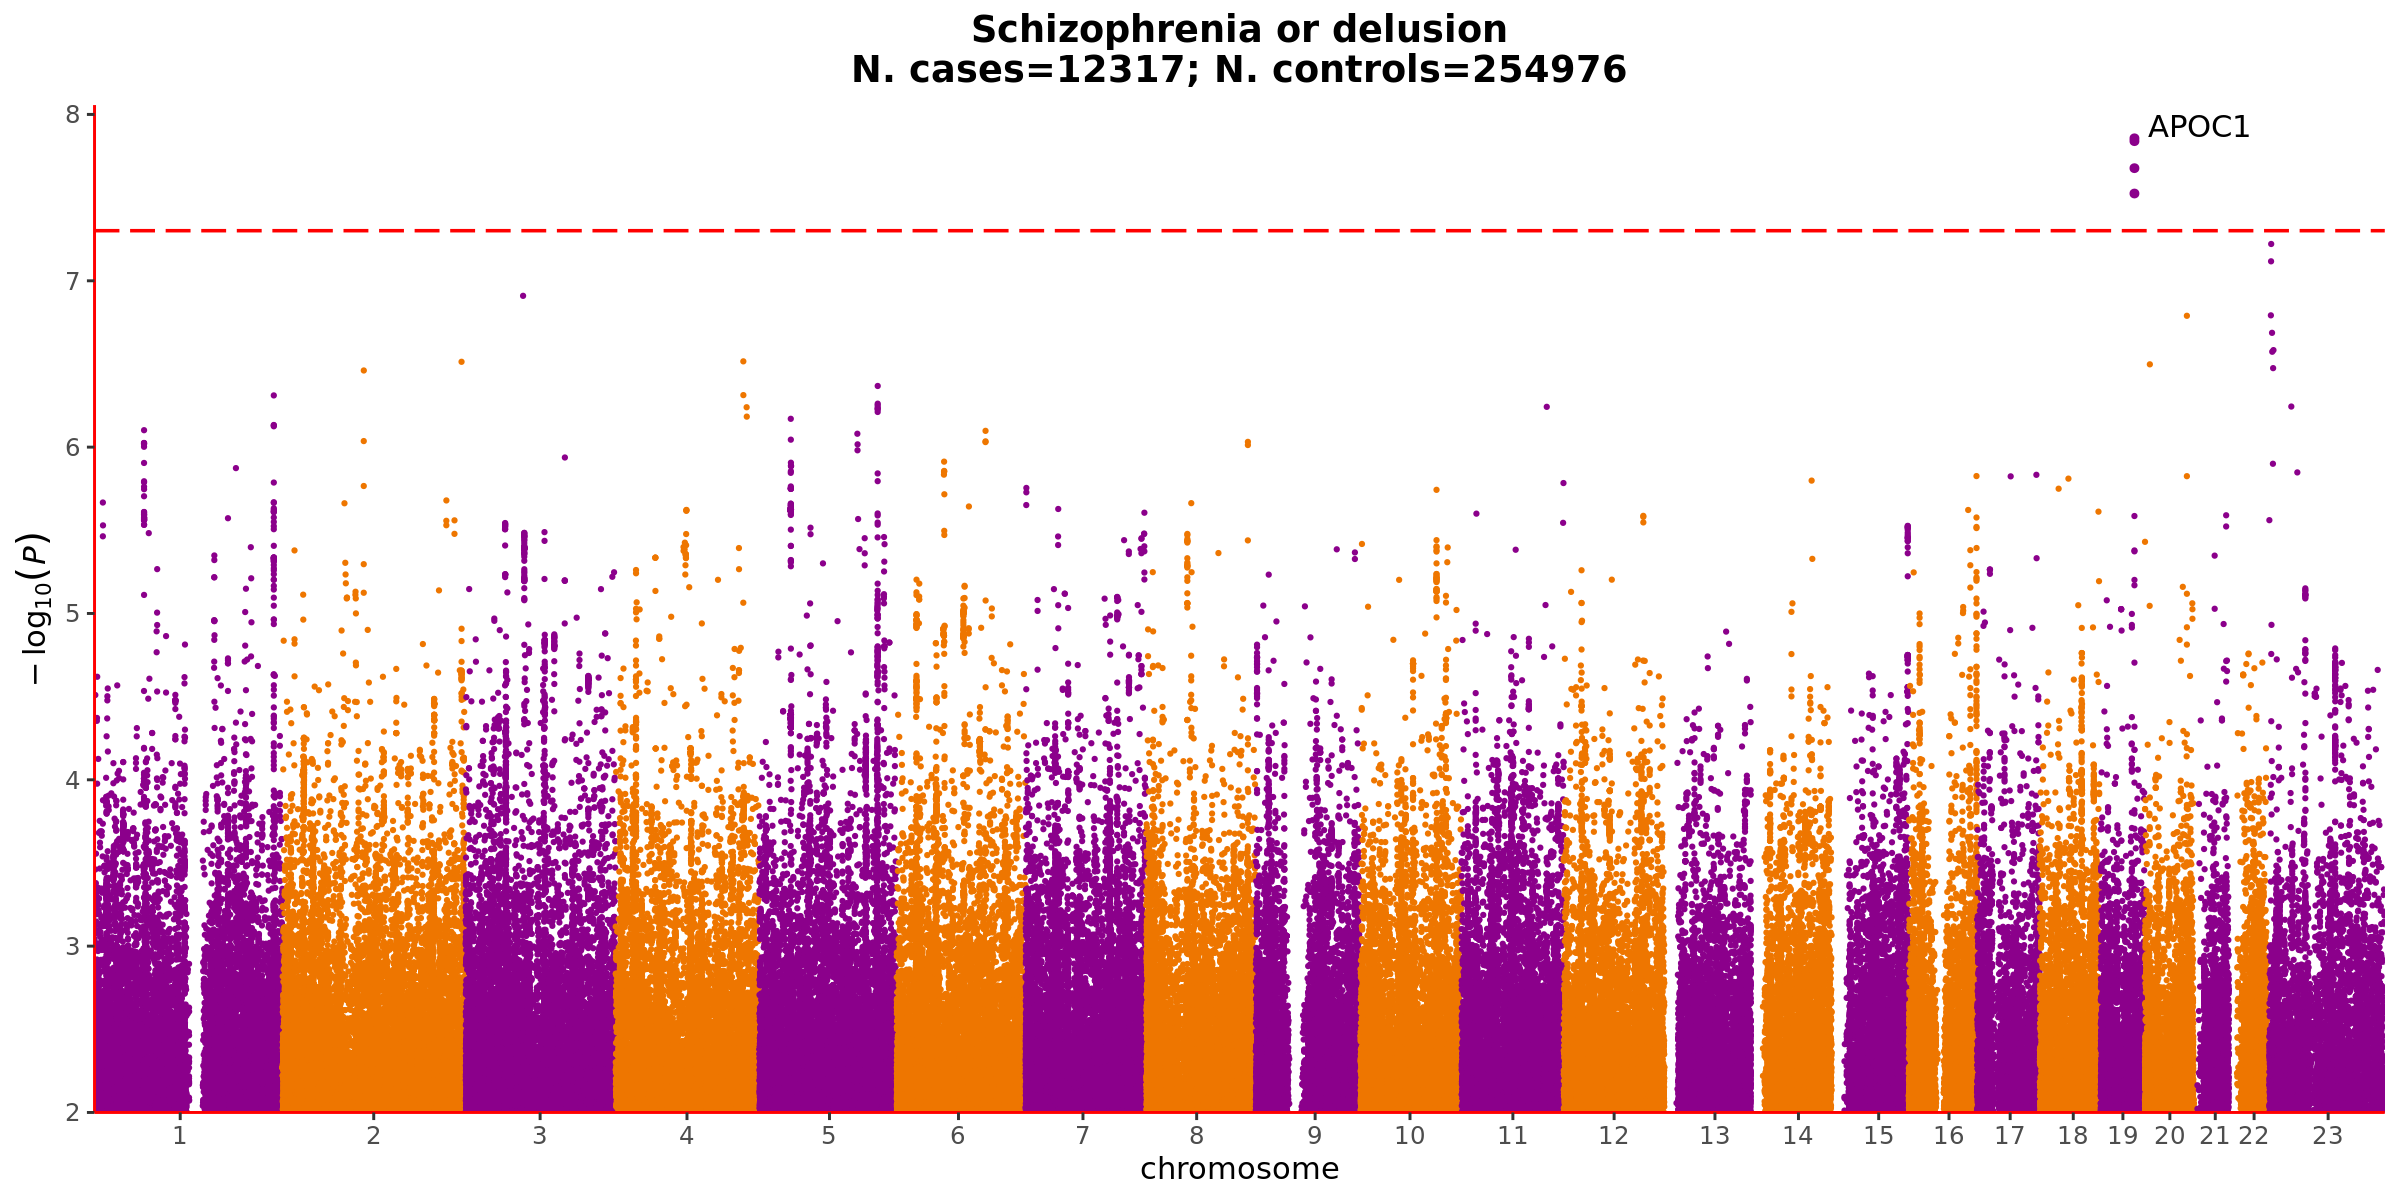 Schizophrenia or delusion
N. cases=12317; N. controls=254976
8
APOC1
7
6
5
4
3
2
− log10(P)
1 2 3 4 5 6 7 8 9 10 11 12 13 14 15 16 17 18 19 20 21 22 23
chromosome